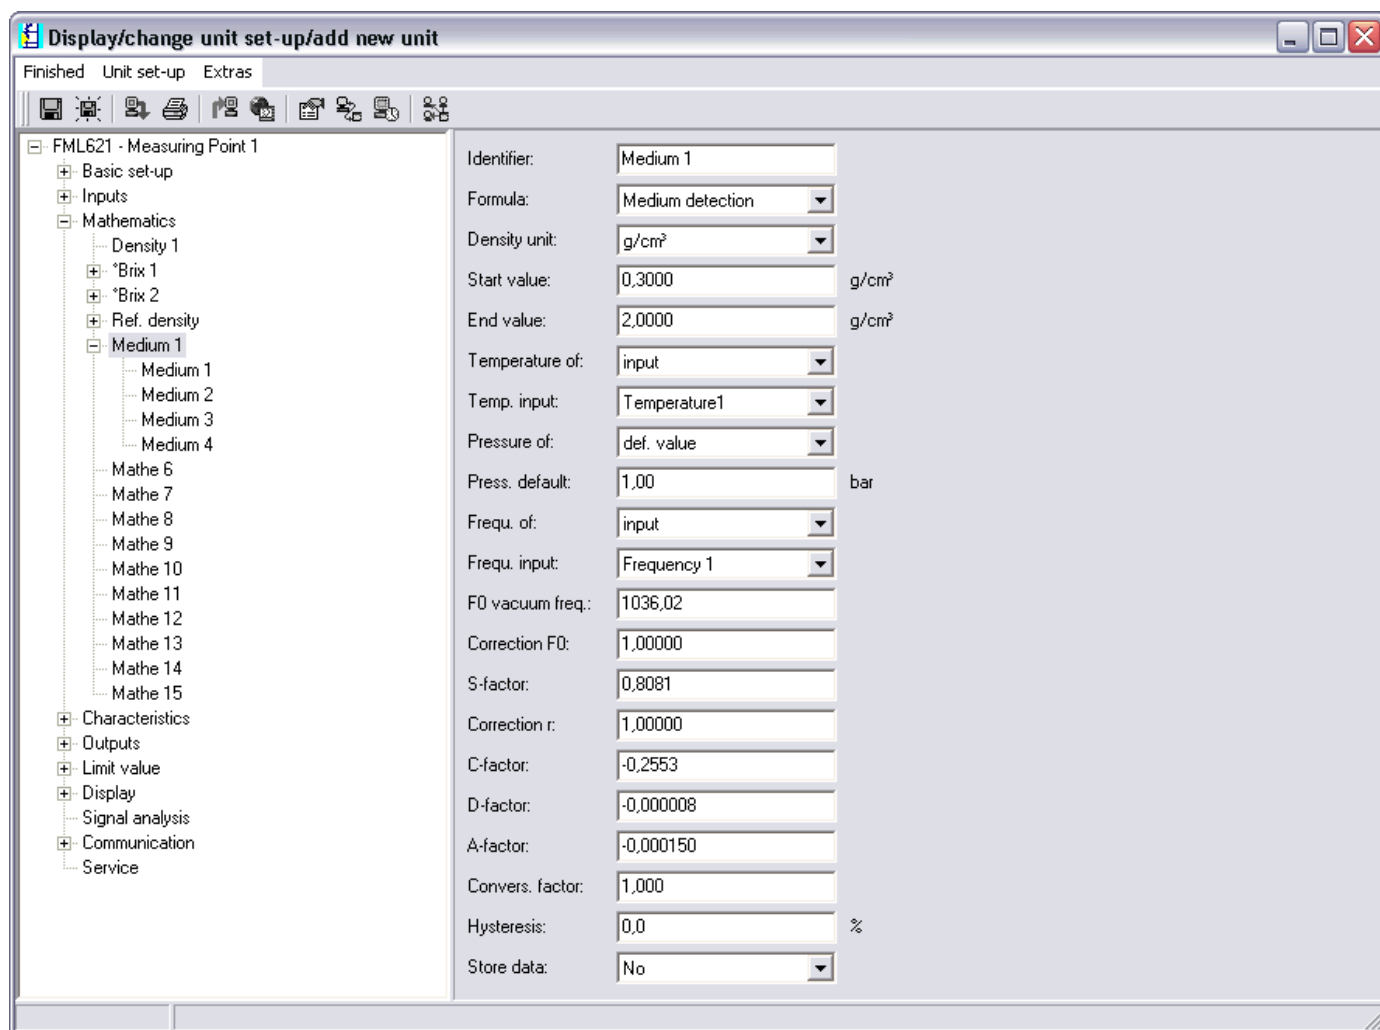 Display/change unit set-up/add new unit
Finished Unit set-up Extras
FML621 - Measuring Point 1
Basic set-up
Inputs
Mathematics
Density 1
°Brix 1
°Brix 2
Ref. density
Medium 1
Medium 1
Medium 2
Medium 3
Medium 4
Mathe 6
Mathe 7
Mathe 8
Mathe 9
Mathe 10
Mathe 11
Mathe 12
Mathe 13
Mathe 14
Mathe 15
Characteristics
Outputs
Limit value
Display
Signal analysis
Communication
Service
Identifier: Medium 1
Formula: Medium detection
Density unit: g/cm³
Start value: 0,3000 g/cm³
End value: 2,0000 g/cm³
Temperature of: input
Temp. input: Temperature1
Pressure of: def. value
Press. default: 1,00 bar
Frequ. of: input
Frequ. input: Frequency 1
F0 vacuum freq.: 1036,02
Correction F0: 1,00000
S-factor: 0,8081
Correction r: 1,00000
C-factor: -0,2553
D-factor: -0,000008
A-factor: -0,000150
Convers. factor: 1,000
Hysteresis: 0,0 %
Store data: No